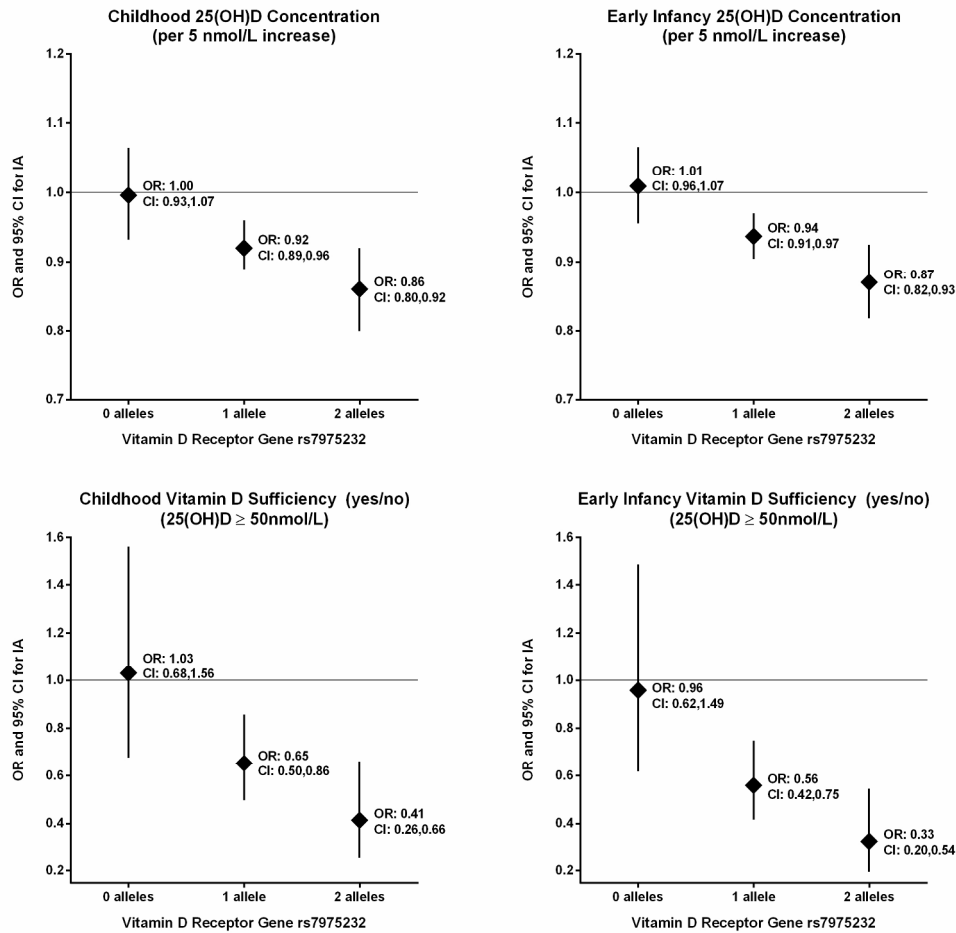 Childhood 25(OH)D Concentration
(per 5 nmol/L increase)
OR and 95% CI for IA
1.2
1.1
1.0
0.9
0.8
0.7
OR: 1.00
CI: 0.93,1.07
OR: 0.92
CI: 0.89,0.96
OR: 0.86
CI: 0.80,0.92
0 alleles
1 allele
2 alleles
Vitamin D Receptor Gene rs7975232
Early Infancy 25(OH)D Concentration
(per 5 nmol/L increase)
OR and 95% CI for IA
1.2
1.1
1.0
0.9
0.8
0.7
OR: 1.01
CI: 0.96,1.07
OR: 0.94
CI: 0.91,0.97
OR: 0.87
CI: 0.82,0.93
0 alleles
1 allele
2 alleles
Vitamin D Receptor Gene rs7975232
Childhood Vitamin D Sufficiency (yes/no)
(25(OH)D ≥ 50nmol/L)
OR and 95% CI for IA
1.6
1.4
1.2
1.0
0.8
0.6
0.4
0.2
OR: 1.03
CI: 0.68,1.56
OR: 0.65
CI: 0.50,0.86
OR: 0.41
CI: 0.26,0.66
0 alleles
1 allele
2 alleles
Vitamin D Receptor Gene rs7975232
Early Infancy Vitamin D Sufficiency (yes/no)
(25(OH)D ≥ 50nmol/L)
OR and 95% CI for IA
1.6
1.4
1.2
1.0
0.8
0.6
0.4
0.2
OR: 0.96
CI: 0.62,1.49
OR: 0.56
CI: 0.42,0.75
OR: 0.33
CI: 0.20,0.54
0 alleles
1 allele
2 alleles
Vitamin D Receptor Gene rs7975232